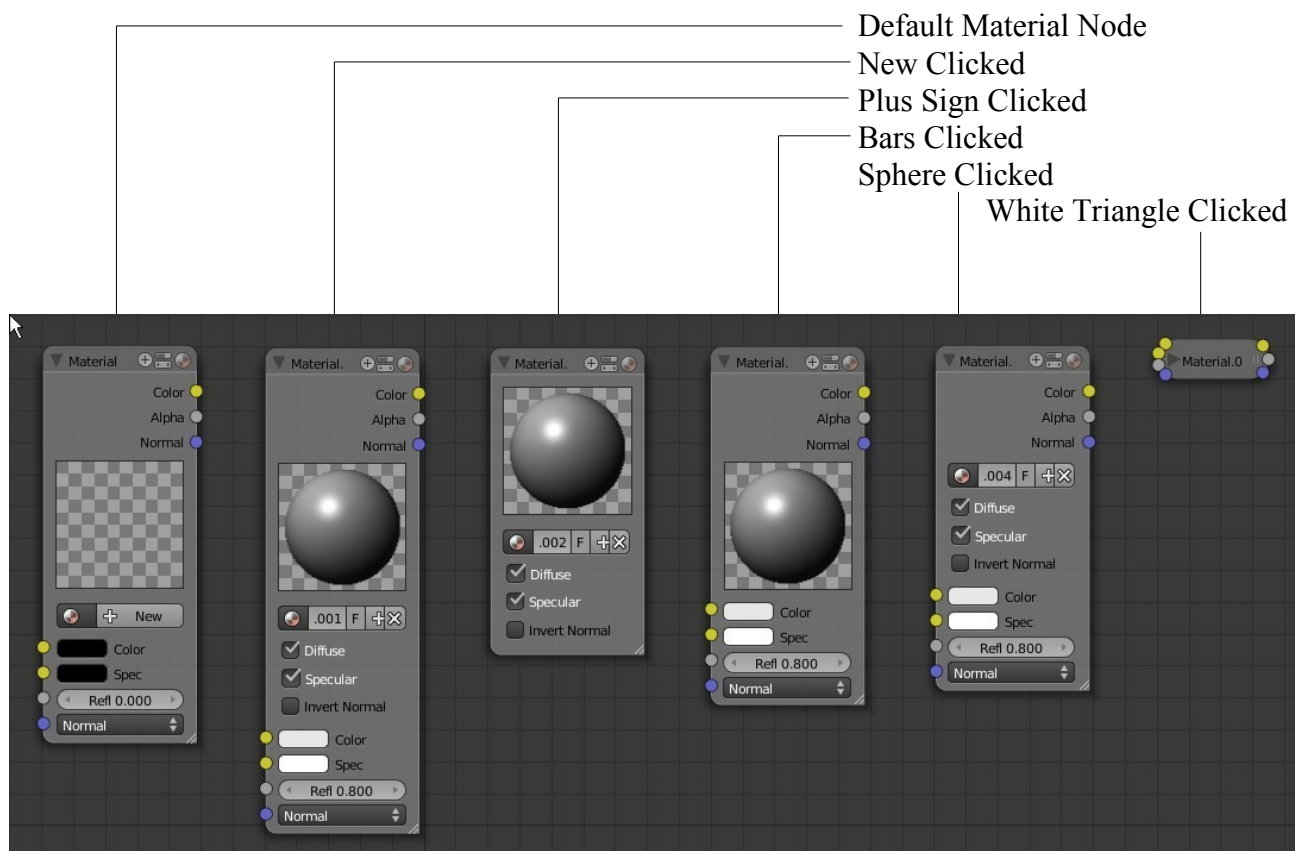 Default Material Node
New Clicked
Plus Sign Clicked
Bars Clicked
Sphere Clicked
White Triangle Clicked
Material
Color
Alpha
Normal
New
Color
Spec
Refl 0.000
Normal
Material.
Color
Alpha
Normal
.001 F
Diffuse
Specular
Invert Normal
Color
Spec
Refl 0.800
Normal
Material.
.002 F
Diffuse
Specular
Invert Normal
Material.
Color
Alpha
Normal
Color
Spec
Refl 0.800
Normal
Material.
Color
Alpha
Normal
.004 F
Diffuse
Specular
Invert Normal
Color
Spec
Refl 0.800
Normal
Material.0